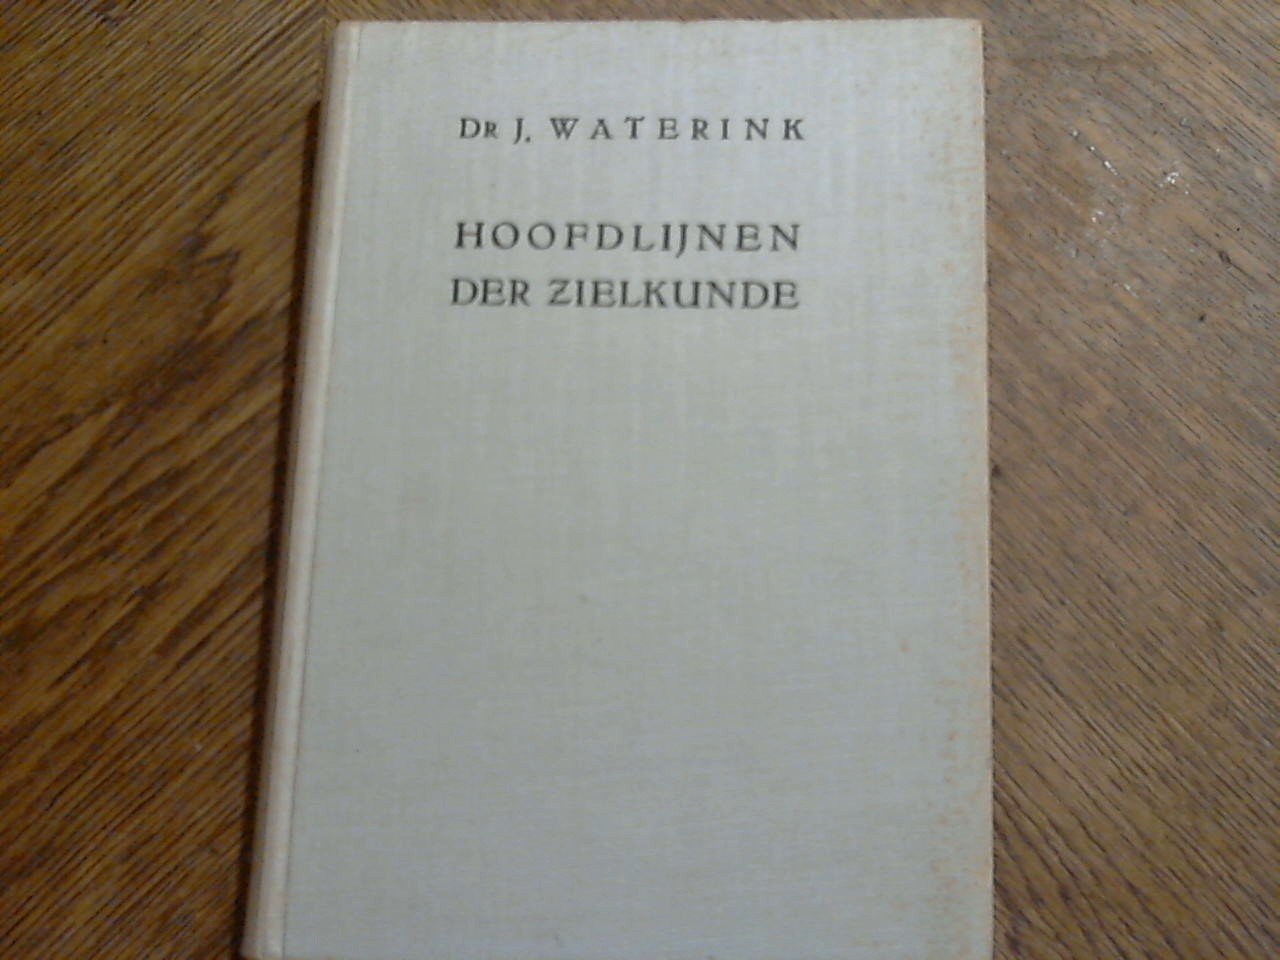 Dr J. WATERINK
HOOFDLIJNEN
DER ZIELKUNDE